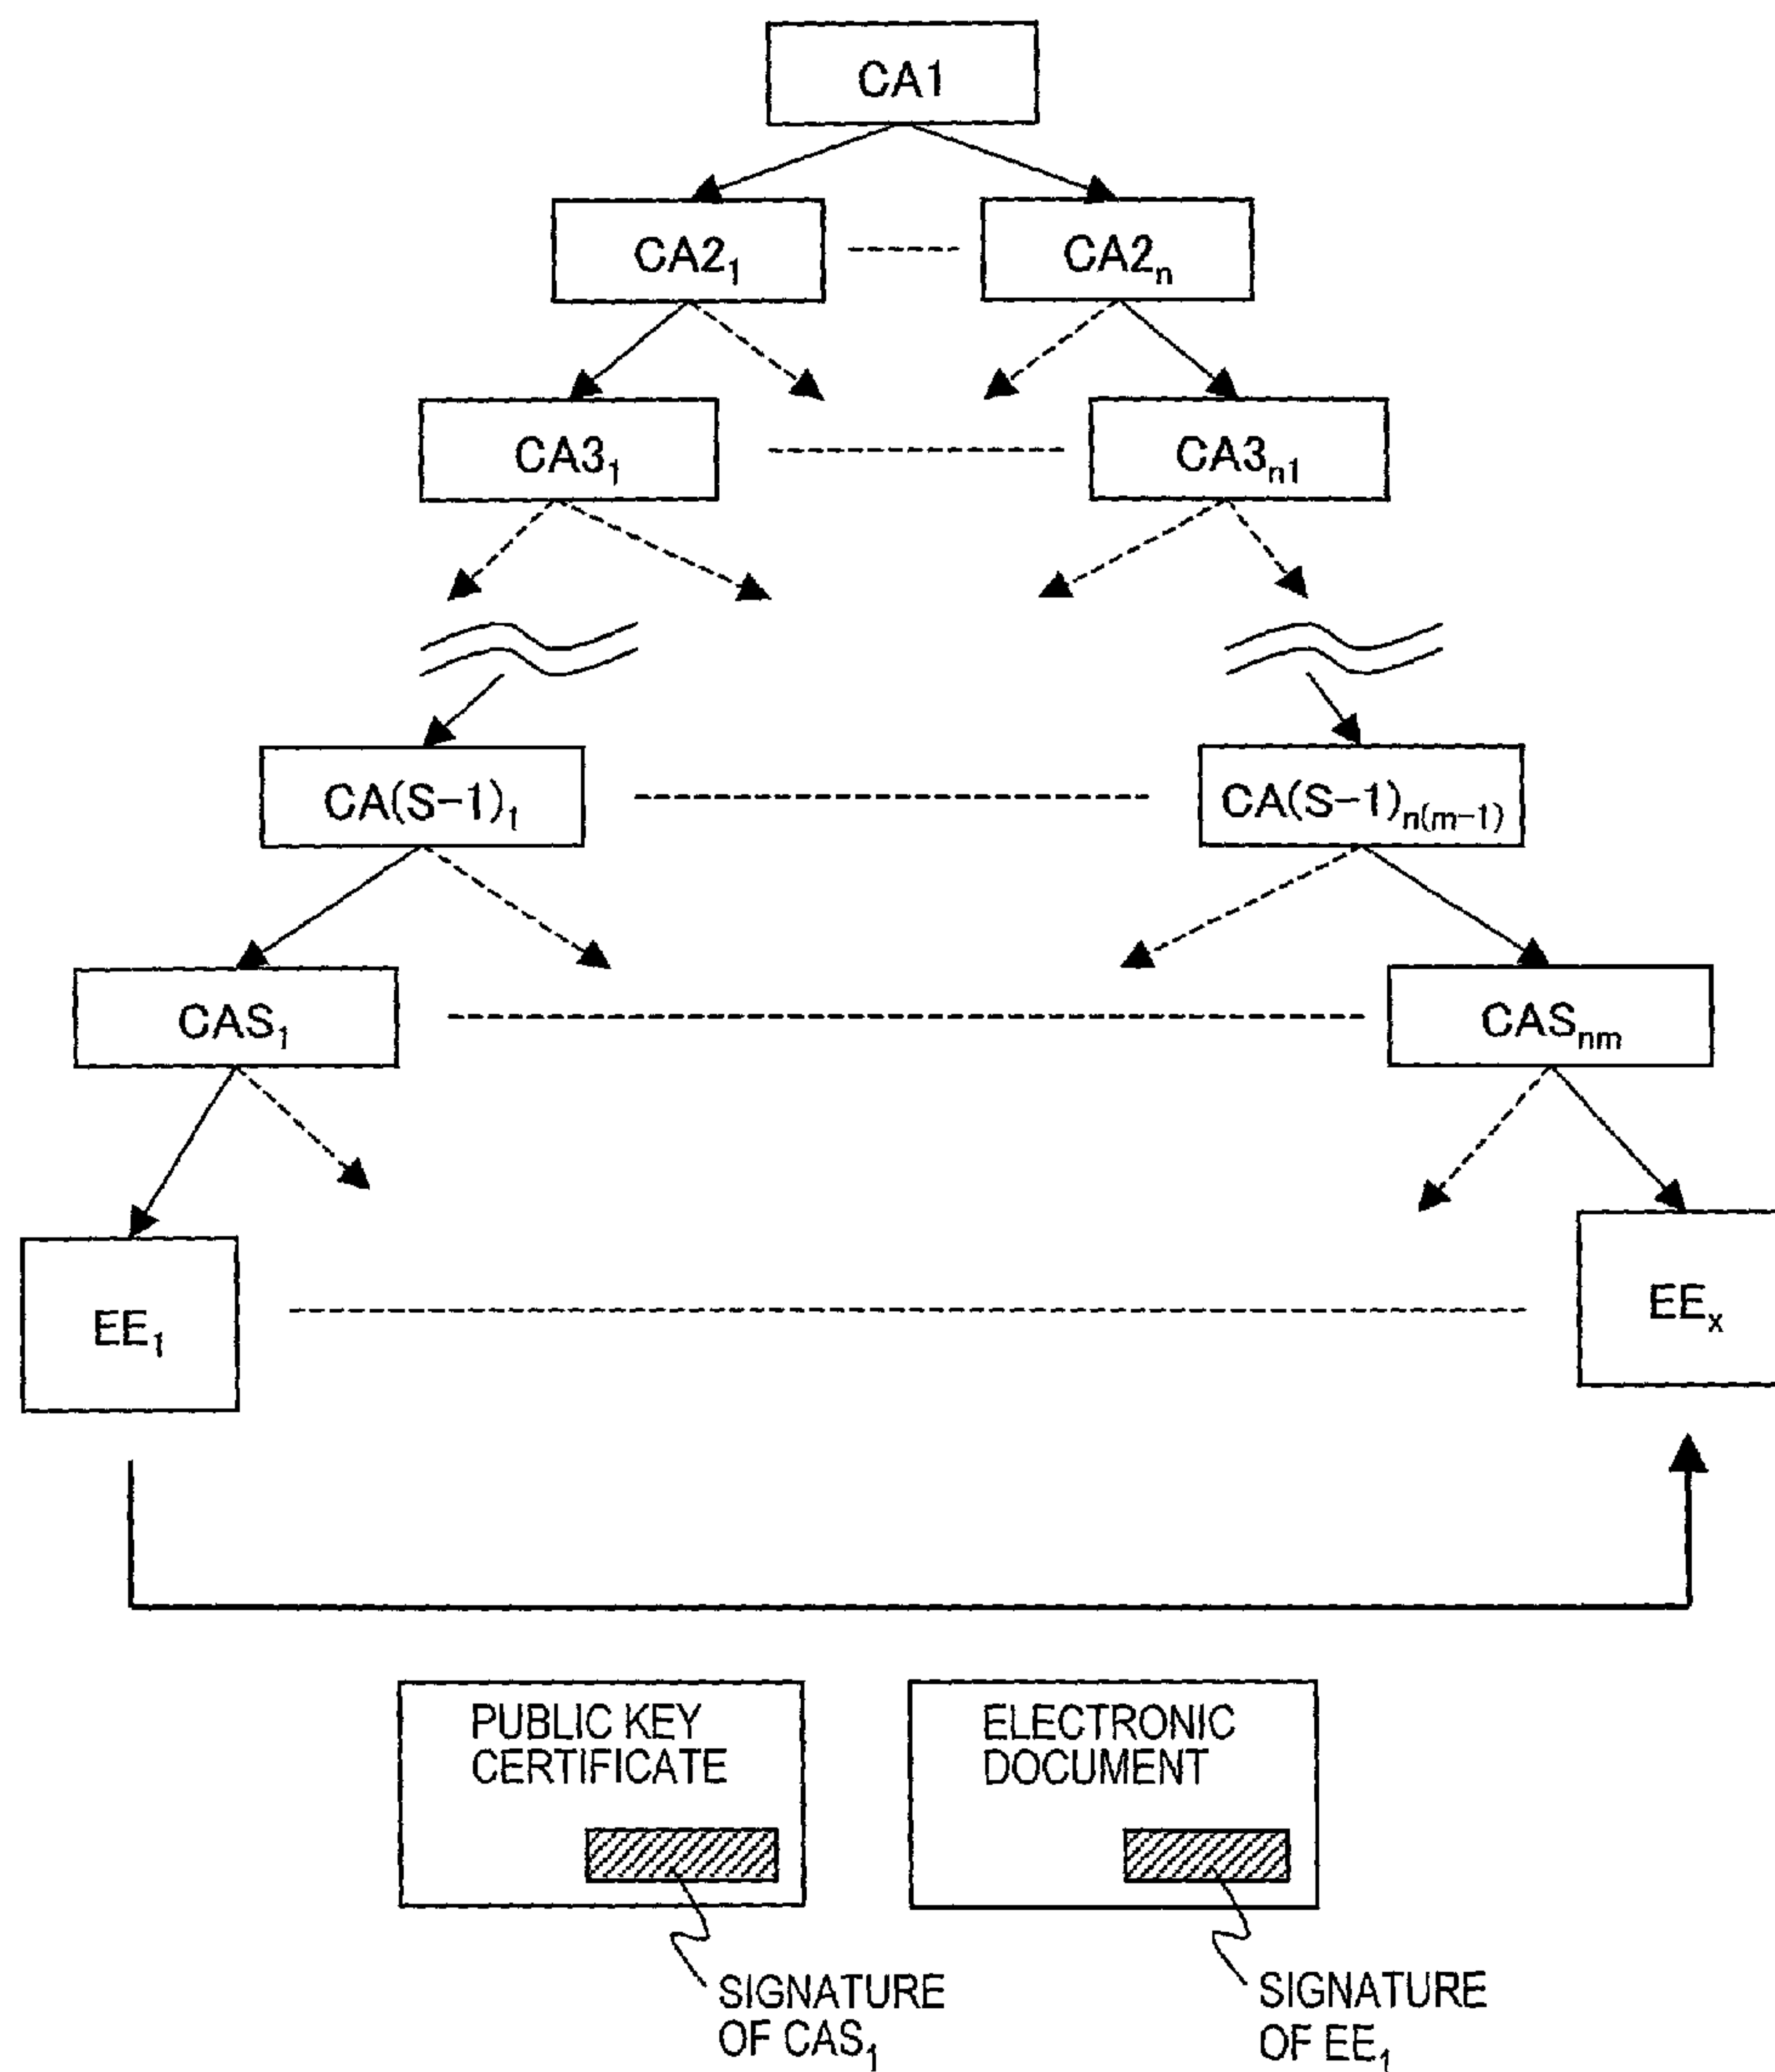 CA1
CA2₁
CA2ₙ
CA3₁
CA3ₙ₁
CA(S-1)₁
CA(S-1)ₙ₍ₘ₋₁₎
CAS₁
CASₙₘ
EE₁
EEₓ
PUBLIC KEY
CERTIFICATE
ELECTRONIC
DOCUMENT
SIGNATURE
OF CAS₁
SIGNATURE
OF EE₁